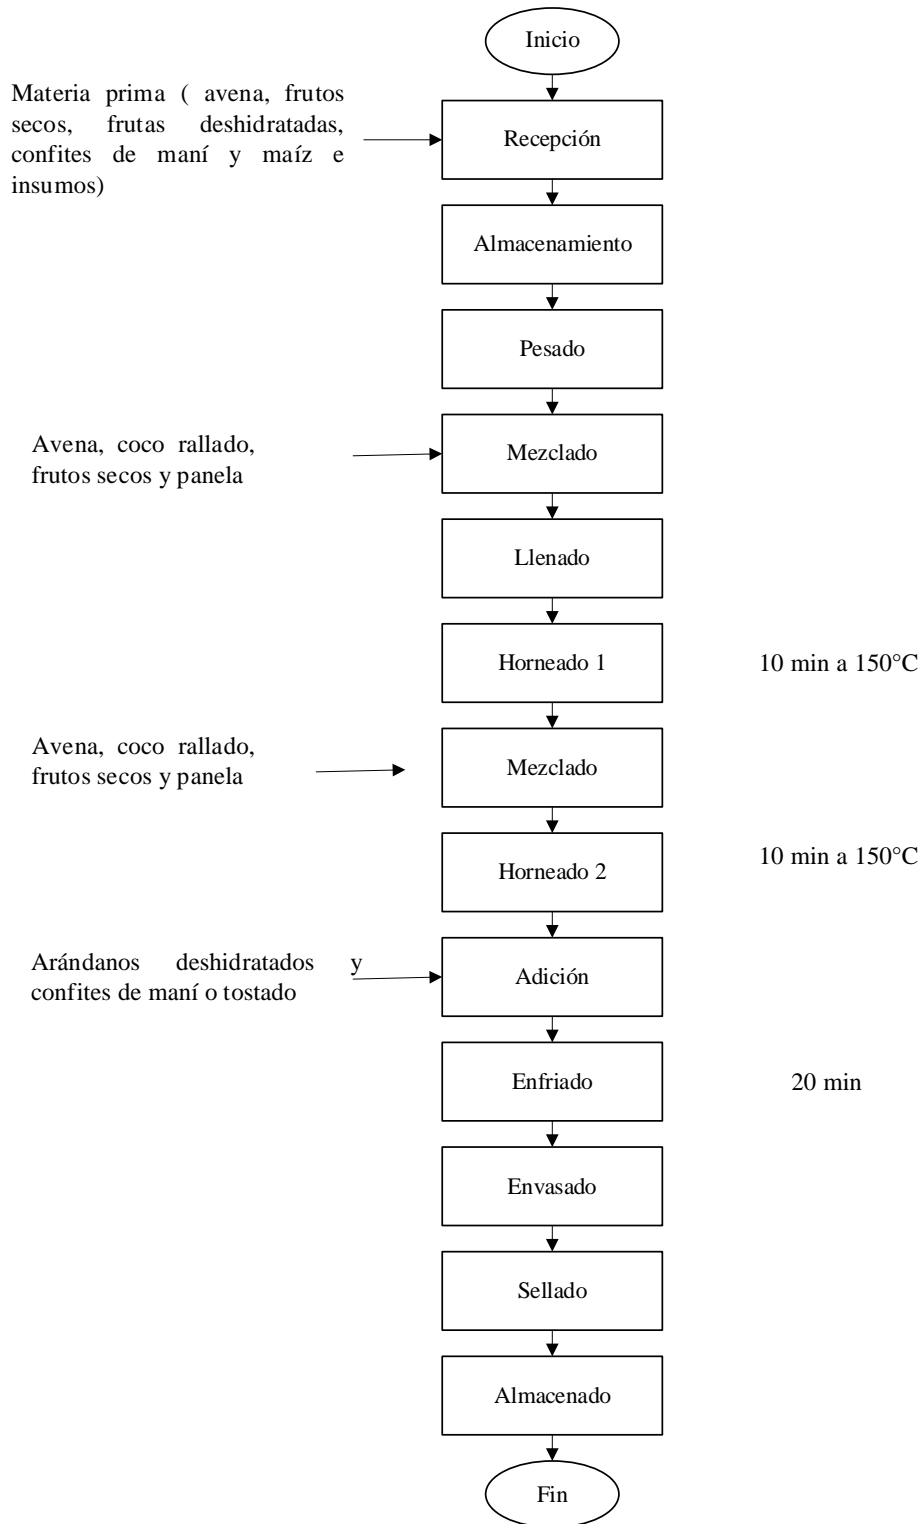 Inicio
Materia prima ( avena, frutos
secos, frutas deshidratadas,
confites de maní y maíz e
insumos)
Recepción
Almacenamiento
Pesado
Avena, coco rallado,
frutos secos y panela
Mezclado
Llenado
Horneado 1
10 min a 150°C
Avena, coco rallado,
frutos secos y panela
Mezclado
Horneado 2
10 min a 150°C
Arándanos deshidratados y
confites de maní o tostado
Adición
Enfriado
20 min
Envasado
Sellado
Almacenado
Fin